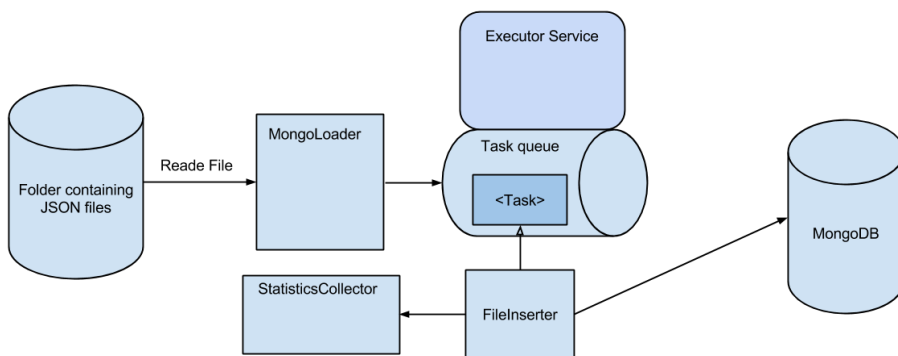 Executor Service
MongoLoader
Task queue
Reade File
Folder containing
JSON files
<Task>
MongoDB
StatisticsCollector
FileInserter